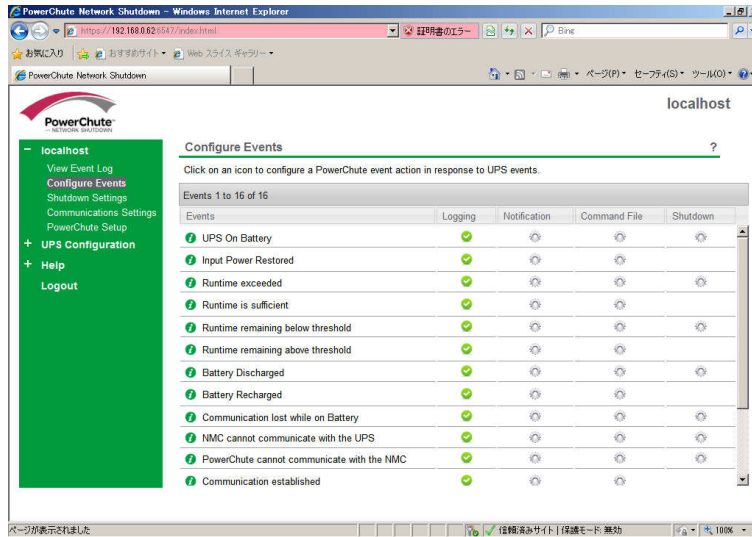 PowerChute Network Shutdown - Windows Internet Explorer
https://192.168.0.62:6547/index.html
証明書のエラー
Bing
お気に入り
おすすめサイト
Web スライス ギャラリー
PowerChute Network Shutdown
ページ(P)
セーフティ(S)
ツール(O)
PowerChute
NETWORK SHUTDOWN
localhost
localhost
View Event Log
Configure Events
Shutdown Settings
Communications Settings
PowerChute Setup
UPS Configuration
Help
Logout
Configure Events
?
Click on an icon to configure a PowerChute event action in response to UPS events.
Events 1 to 16 of 16
Events Logging Notification Command File Shutdown
UPS On Battery
Input Power Restored
Runtime exceeded
Runtime is sufficient
Runtime remaining below threshold
Runtime remaining above threshold
Battery Discharged
Battery Recharged
Communication lost while on Battery
NMC cannot communicate with the UPS
PowerChute cannot communicate with the NMC
Communication established
ページが表示されました
信頼済みサイト | 保護モード: 無効
100%